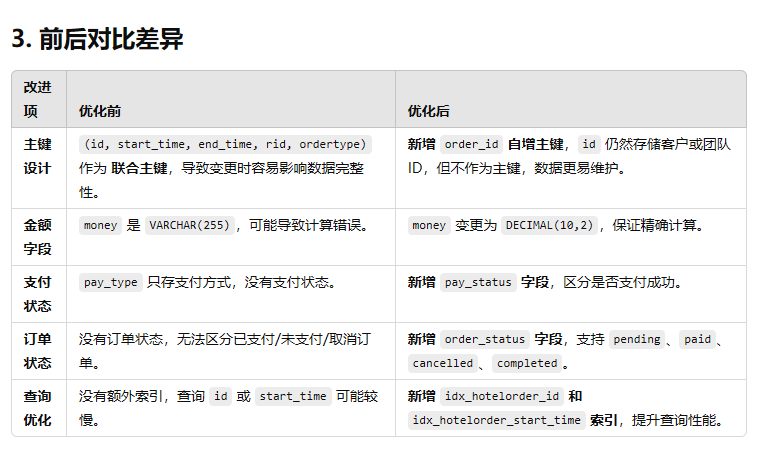 3. 前后对比差异
改进
项
优化前
优化后
主键
设计
(id, start_time, end_time, rid, ordertype)
作为 联合主键，导致变更时容易影响数据完整
性。
新增 order_id 自增主键，id 仍然存储客户或团队
ID，但不作为主键，数据更易维护。
金额
字段
money 是 VARCHAR(255)，可能导致计算错误。
money 变更为 DECIMAL(10,2)，保证精确计算。
支付
状态
pay_type 只存支付方式，没有支付状态。
新增 pay_status 字段，区分是否支付成功。
订单
状态
没有订单状态，无法区分已支付/未支付/取消订
单。
新增 order_status 字段，支持 pending、paid、
cancelled、completed。
查询
优化
没有额外索引，查询 id 或 start_time 可能较
慢。
新增 idx_hotelorder_id 和
idx_hotelorder_start_time 索引，提升查询性能。